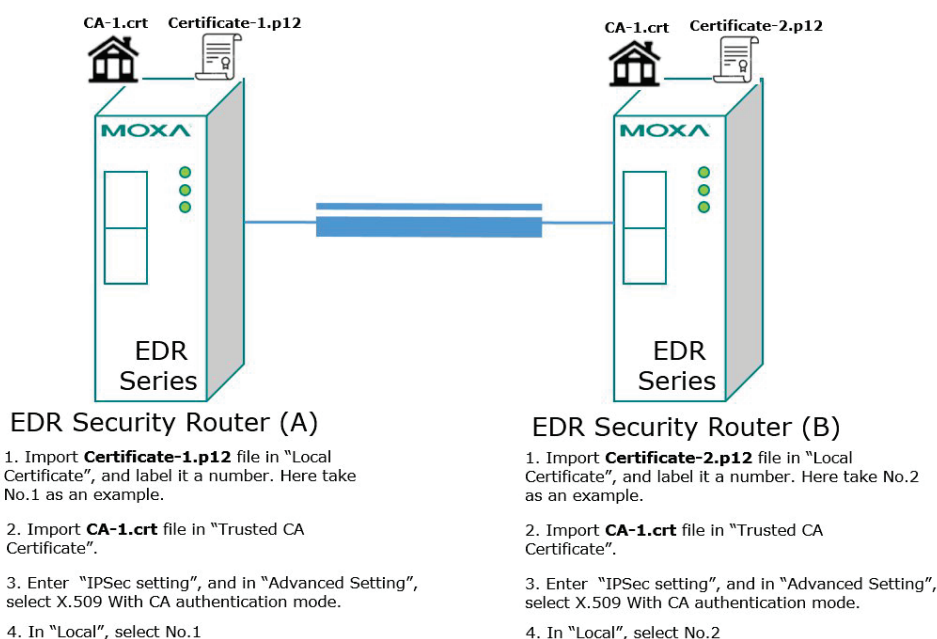 CA-1.crt Certificate-1.p12
MOXA
EDR
Series
EDR Security Router (A)
1. Import Certificate-1.p12 file in “Local
Certificate”, and label it a number. Here take
No.1 as an example.
2. Import CA-1.crt file in “Trusted CA
Certificate”.
3. Enter “IPSec setting”, and in “Advanced Setting”,
select X.509 With CA authentication mode.
4. In “Local”, select No.1
CA-1.crt Certificate-2.p12
MOXA
EDR
Series
EDR Security Router (B)
1. Import Certificate-2.p12 file in “Local
Certificate”, and label it a number. Here take No.2
as an example.
2. Import CA-1.crt file in “Trusted CA
Certificate”.
3. Enter “IPSec setting”, and in “Advanced Setting”,
select X.509 With CA authentication mode.
4. In “Local”, select No.2